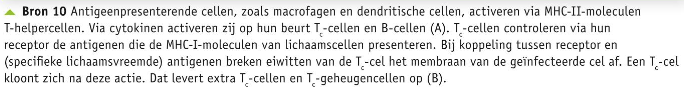 ▲ Bron 10 Antigeenpresenterende cellen, zoals macrofagen en dendritische cellen, activeren via MHC-II-moleculen
T-helpercellen. Via cytokinen activeren zij op hun beurt Tc-cellen en B-cellen (A). Tc-cellen controleren via hun
receptor de antigenen die de MHC-I-moleculen van lichaamscellen presenteren. Bij koppeling tussen receptor en
(specifieke lichaamsvreemde) antigenen breken eiwitten van de Tc-cel het membraan van de geïnfecteerde cel af. Een Tc-cel
kloont zich na deze actie. Dat levert extra Tc-cellen en Tc-geheugencellen op (B).